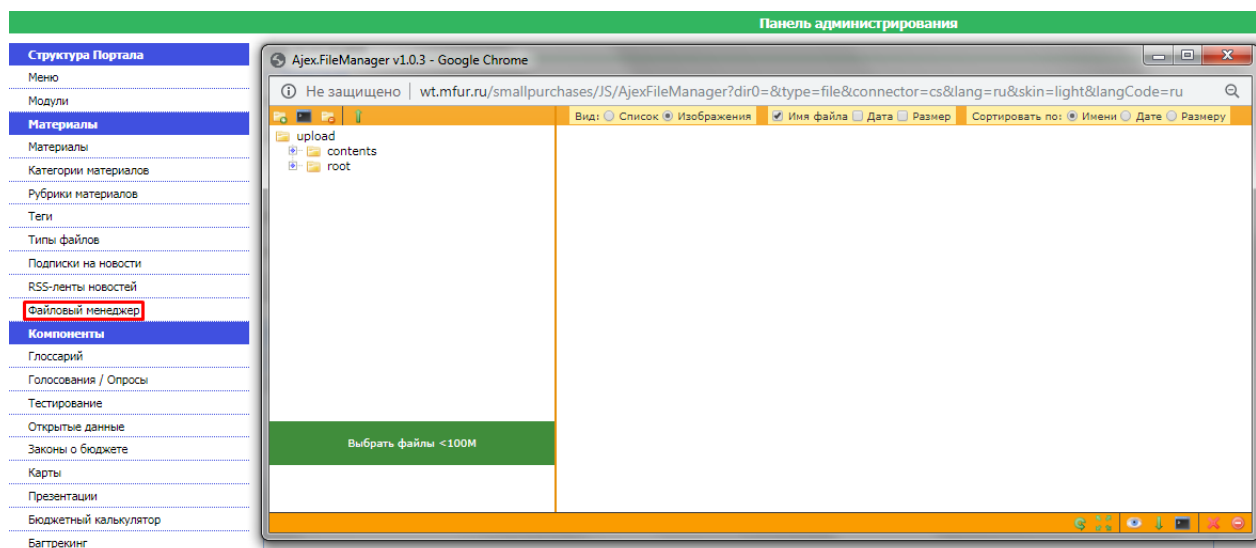 Панель администрирования
Структура Портала
Меню
Модули
Материалы
Материалы
Категории материалов
Рубрики материалов
Теги
Типы файлов
Подписки на новости
RSS-ленты новостей
Файловый менеджер
Компоненты
Глоссарий
Голосования / Опросы
Тестирование
Открытые данные
Законы о бюджете
Карты
Презентации
Бюджетный калькулятор
Багтрекинг
Ajex.FileManager v1.0.3 - Google Chrome
Не защищено | wt.mfur.ru/smallpurchases/JS/AjexFileManager?dir0=&type=file&connector=cs&lang=ru&skin=light&langCode=ru
Вид: Список Изображения Имя файла Дата Размер Сортировать по: Имени Дате Размеру
upload
contents
root
Выбрать файлы <100M